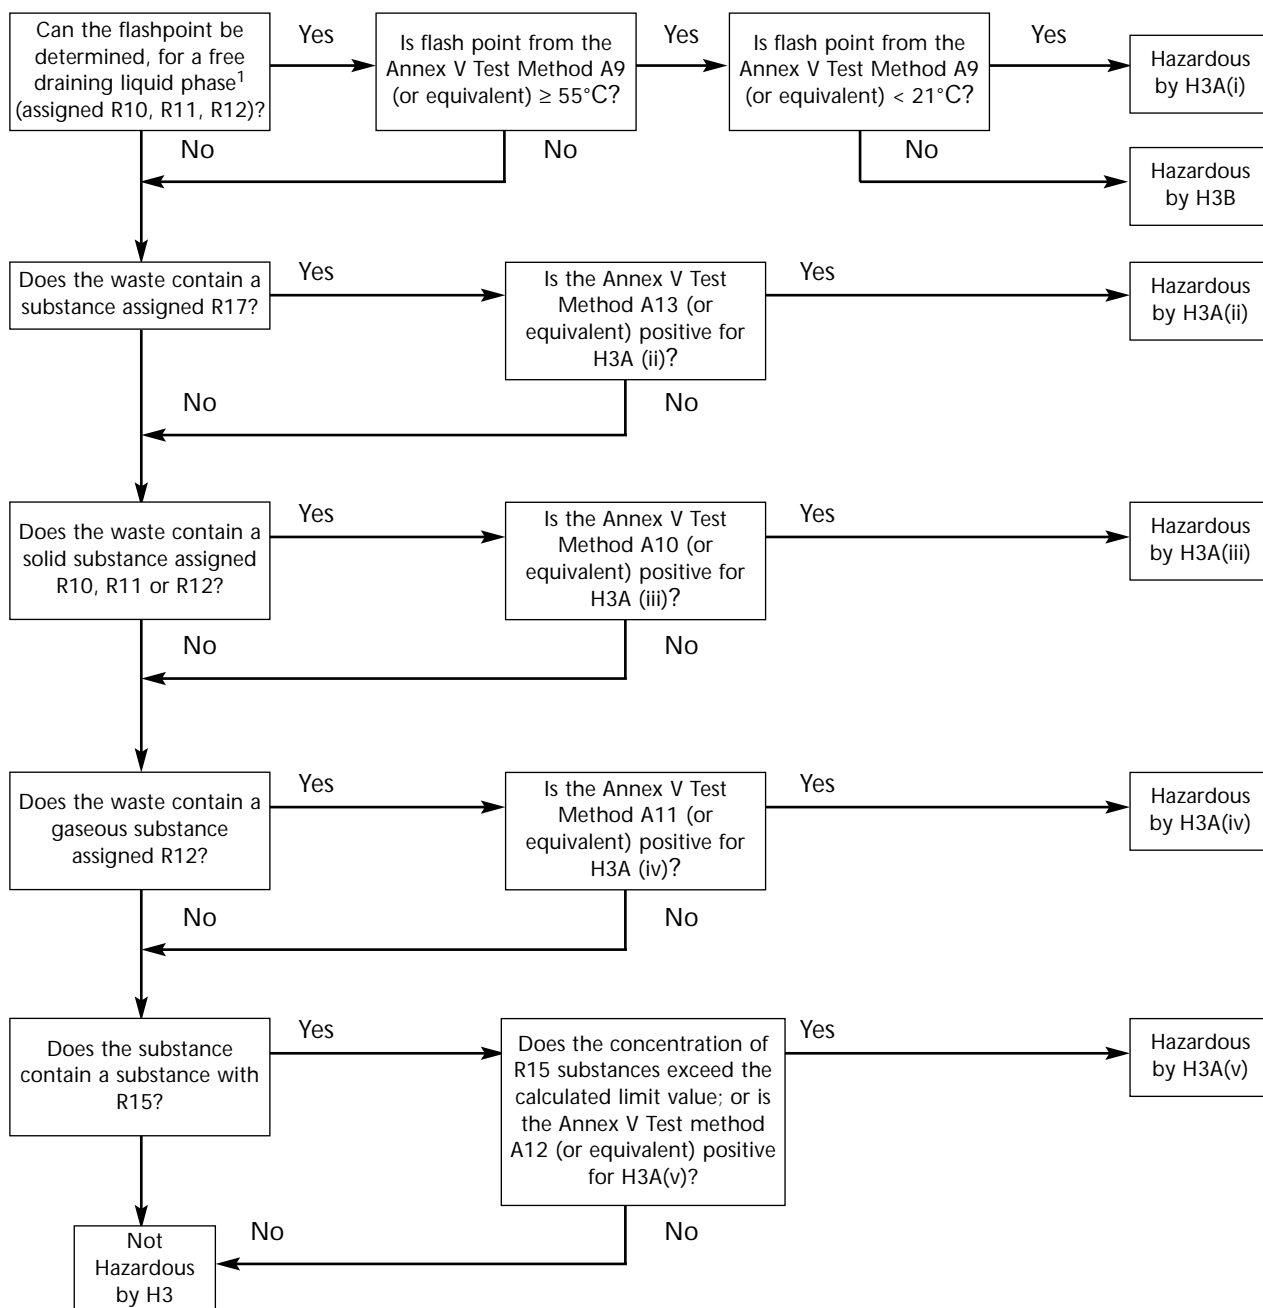 Can the flashpoint be
determined, for a free
draining liquid phase1
(assigned R10, R11, R12)?
Yes
Is flash point from the
Annex V Test Method A9
(or equivalent) ≥ 55°C?
Yes
Is flash point from the
Annex V Test Method A9
(or equivalent) < 21°C?
Yes
Hazardous
by H3A(i)
No
No
No
Hazardous
by H3B
Does the waste contain a
substance assigned R17?
Yes
Is the Annex V Test
Method A13 (or
equivalent) positive for
H3A (ii)?
Yes
Hazardous
by H3A(ii)
No
No
Does the waste contain a
solid substance assigned
R10, R11 or R12?
Yes
Is the Annex V Test
Method A10 (or
equivalent) positive for
H3A (iii)?
Yes
Hazardous
by H3A(iii)
No
No
Does the waste contain a
gaseous substance
assigned R12?
Yes
Is the Annex V Test
Method A11 (or
equivalent) positive for
H3A (iv)?
Yes
Hazardous
by H3A(iv)
No
No
Does the substance
contain a substance with
R15?
Yes
Does the concentration of
R15 substances exceed the
calculated limit value; or is
the Annex V Test method
A12 (or equivalent) positive
for H3A(v)?
Yes
Hazardous
by H3A(v)
No
No
Not
Hazardous
by H3